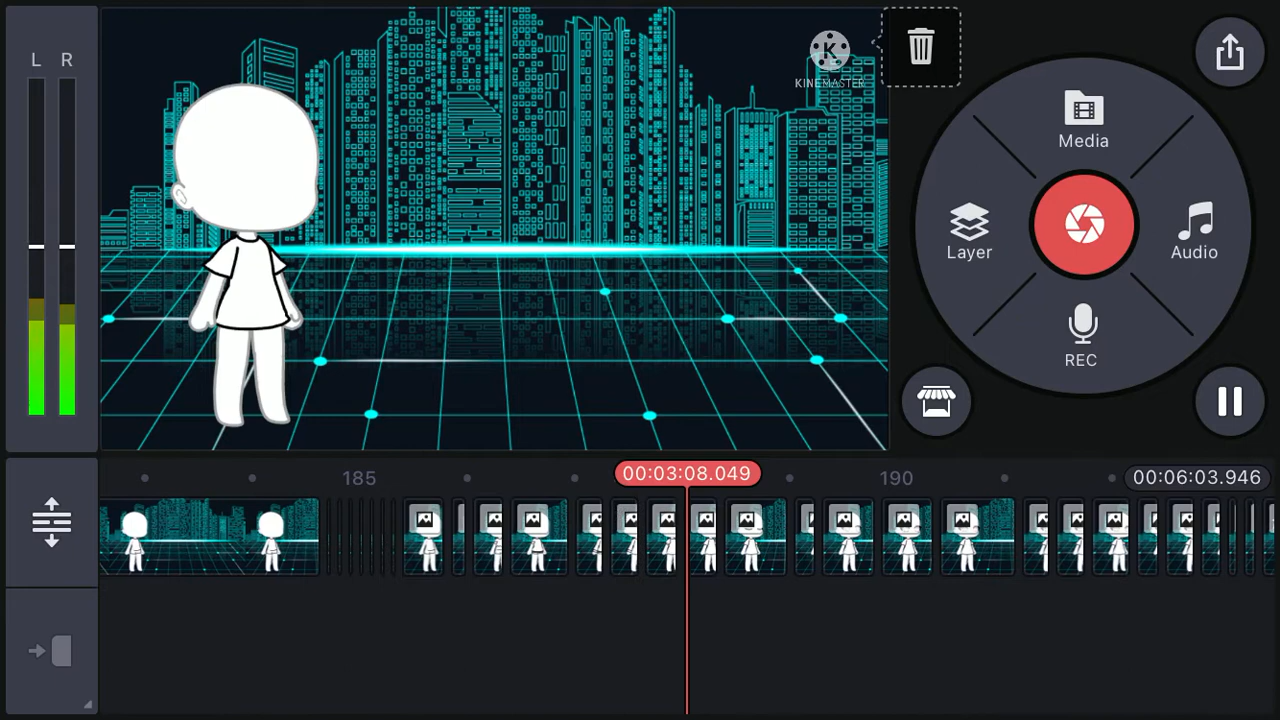 L R
KINEMASTER
Media
Layer
Audio
REC
185
00:03:08.049
190
00:06:03.946